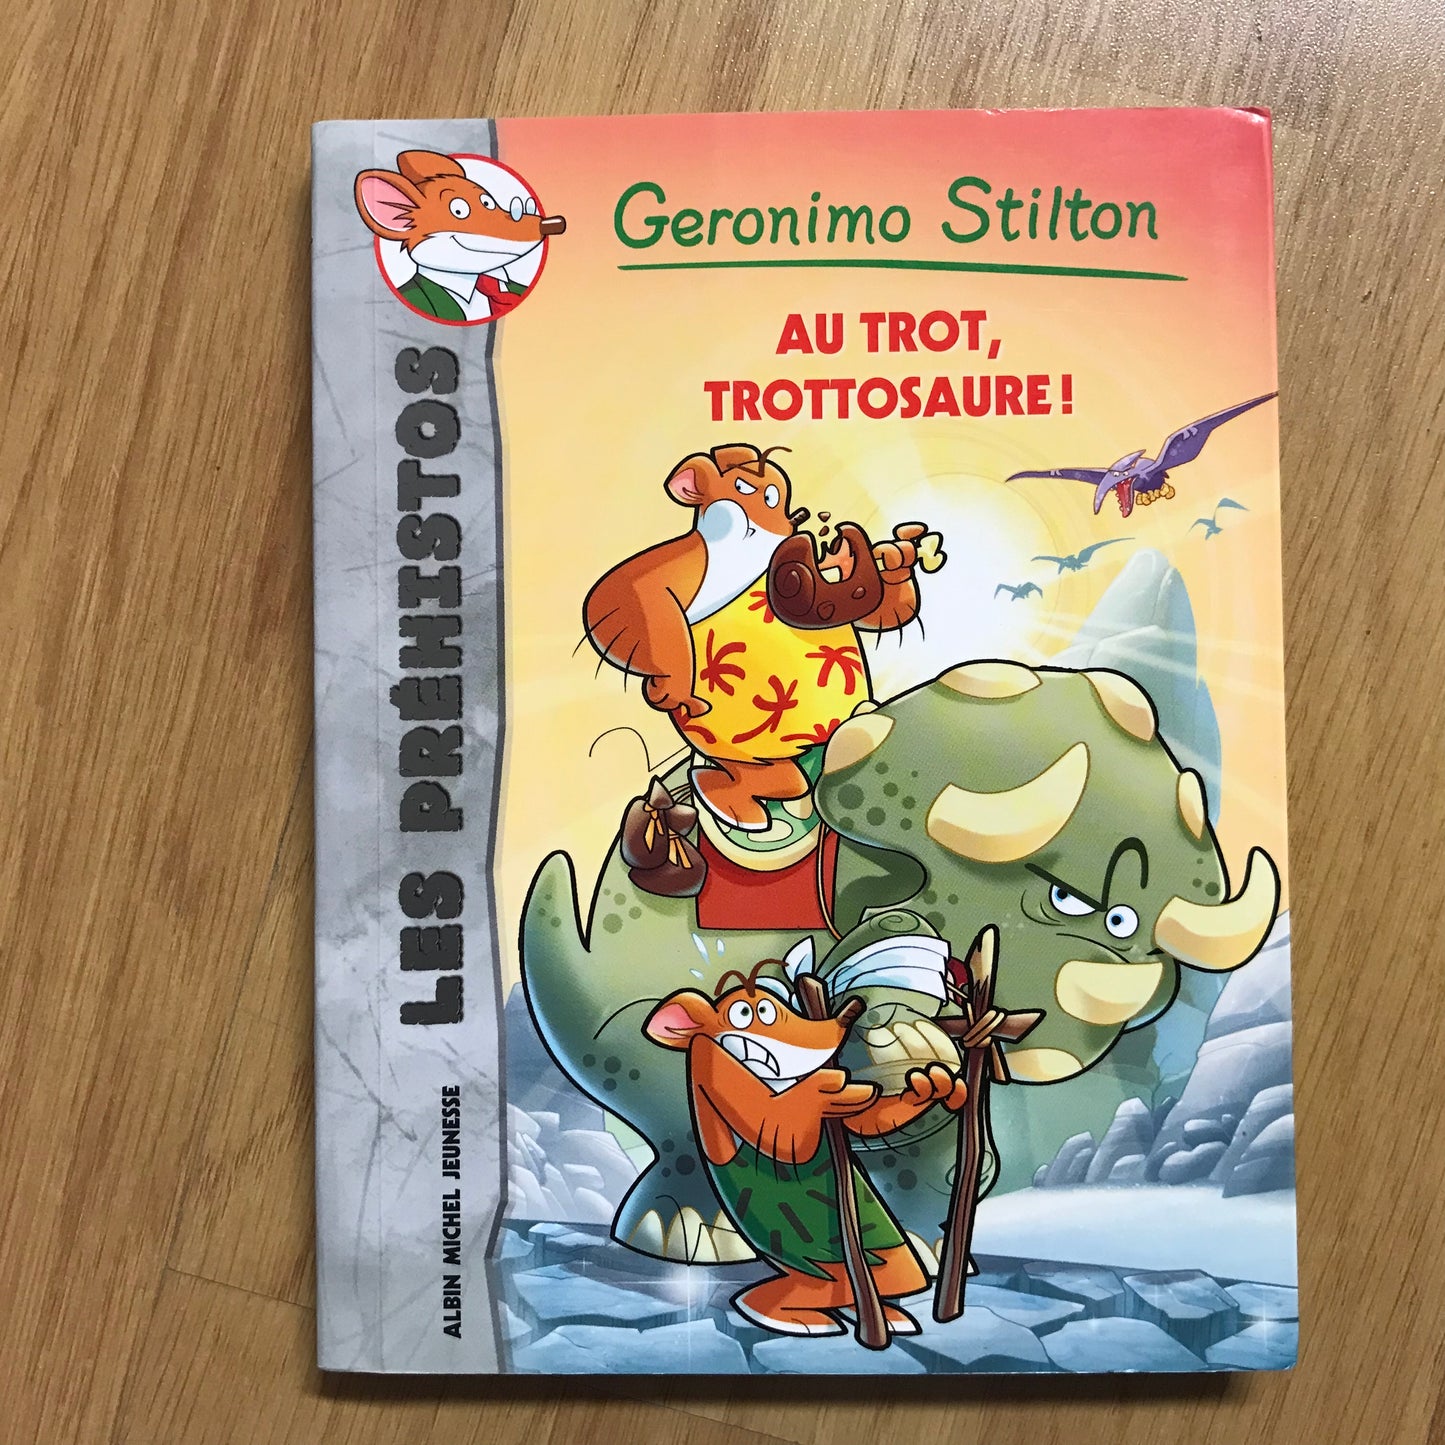 Geronimo Stilton
AU TROT,
TROTTOSAURE !
LES PRÉHISTOS
ALBIN MICHEL JEUNESSE